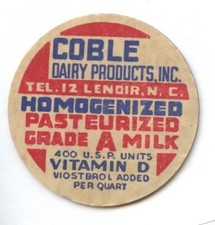 COBLE
DAIRY PRODUCTS, INC.
TEL. 12 LENOIR, N. C.
HOMOGENIZED
PASTEURIZED
GRADE A MILK
400 U.S.P. UNITS
VITAMIN D
VIOSTEROL ADDED
PER QUART